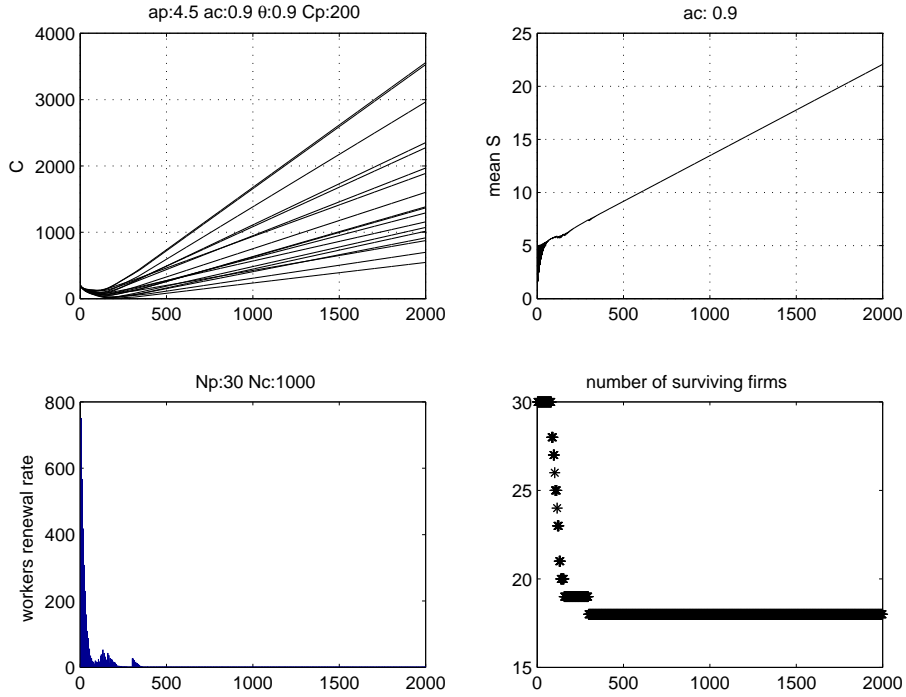 ap:4.5 ac:0.9 θ:0.9 Cp:200
4000
3000
2000
1000
0
C
0 500 1000 1500 2000
ac: 0.9
25
20
15
10
5
0
mean S
0 500 1000 1500 2000
Np:30 Nc:1000
800
600
400
200
0
workers renewal rate
0 500 1000 1500 2000
number of surviving firms
30
25
20
15
0 500 1000 1500 2000